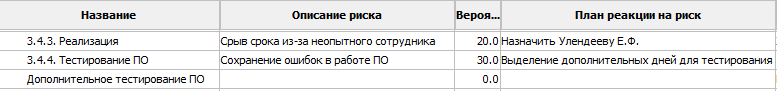 Название Описание риска Вероя... План реакции на риск
3.4.3. Реализация Срыв срока из-за неопытного сотрудника 20.0 Назначить Улендееву Е.Ф.
3.4.4. Тестирование ПО Сохранение ошибок в работе ПО 30.0 Выделение дополнительных дней для тестирования
Дополнительное тестирование ПО 0.0